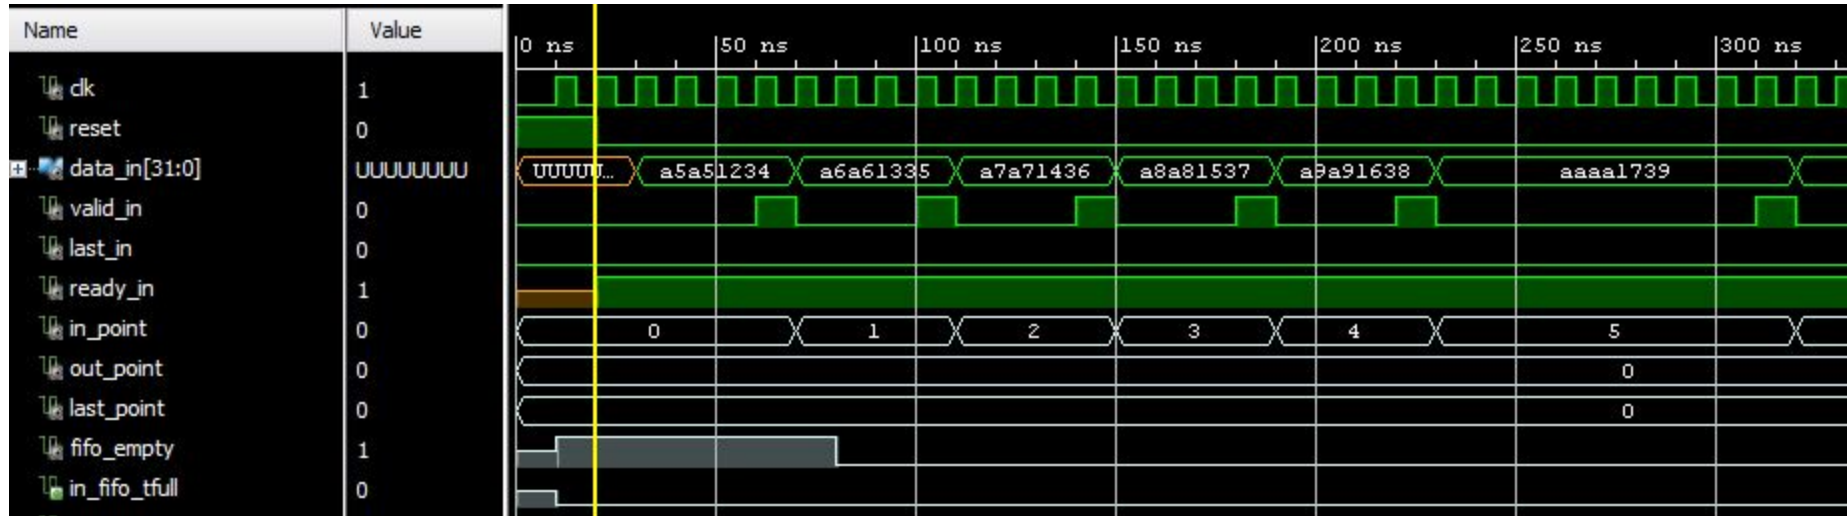 Name Value
0 ns 50 ns 100 ns 150 ns 200 ns 250 ns 300 ns
clk 1
reset 0
data_in[31:0] UUUUUUUU UUUUU... a5a51234 a6a61335 a7a71436 a8a81537 a9a91638 aaaa1739
valid_in 0
last_in 0
ready_in 1
in_point 0 0 1 2 3 4 5
out_point 0 0
last_point 0 0
fifo_empty 1
in_fifo_tfull 0